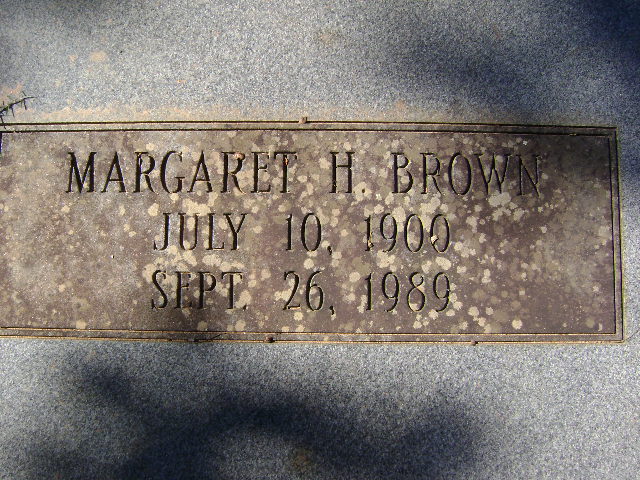 MARGARET H. BROWN
JULY 10, 1900
SEPT. 26, 1989